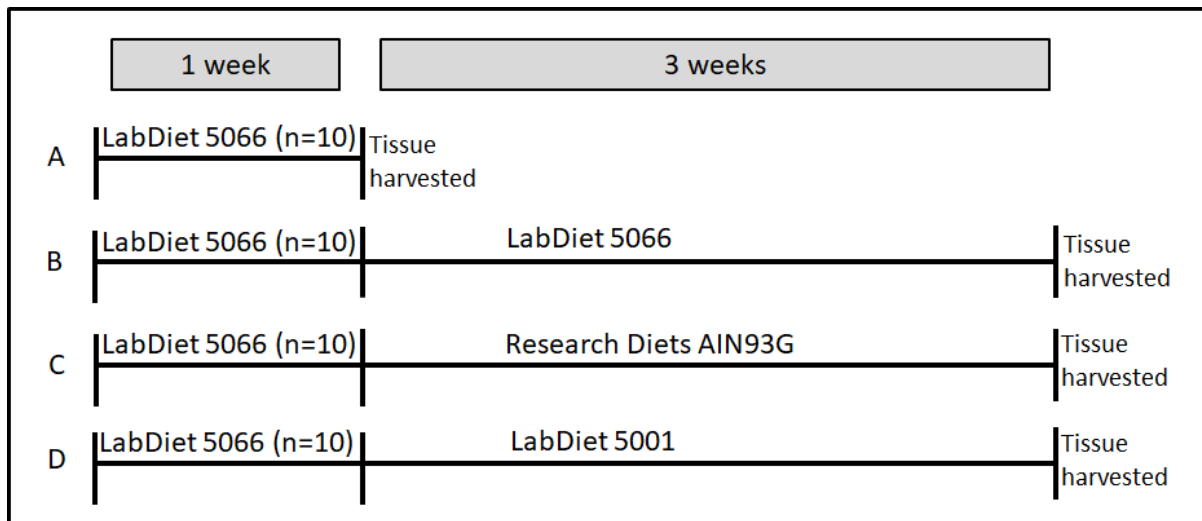 1 week
3 weeks
A
LabDiet 5066 (n=10)
Tissue
harvested
B
LabDiet 5066 (n=10)
LabDiet 5066
Tissue
harvested
C
LabDiet 5066 (n=10)
Research Diets AIN93G
Tissue
harvested
D
LabDiet 5066 (n=10)
LabDiet 5001
Tissue
harvested